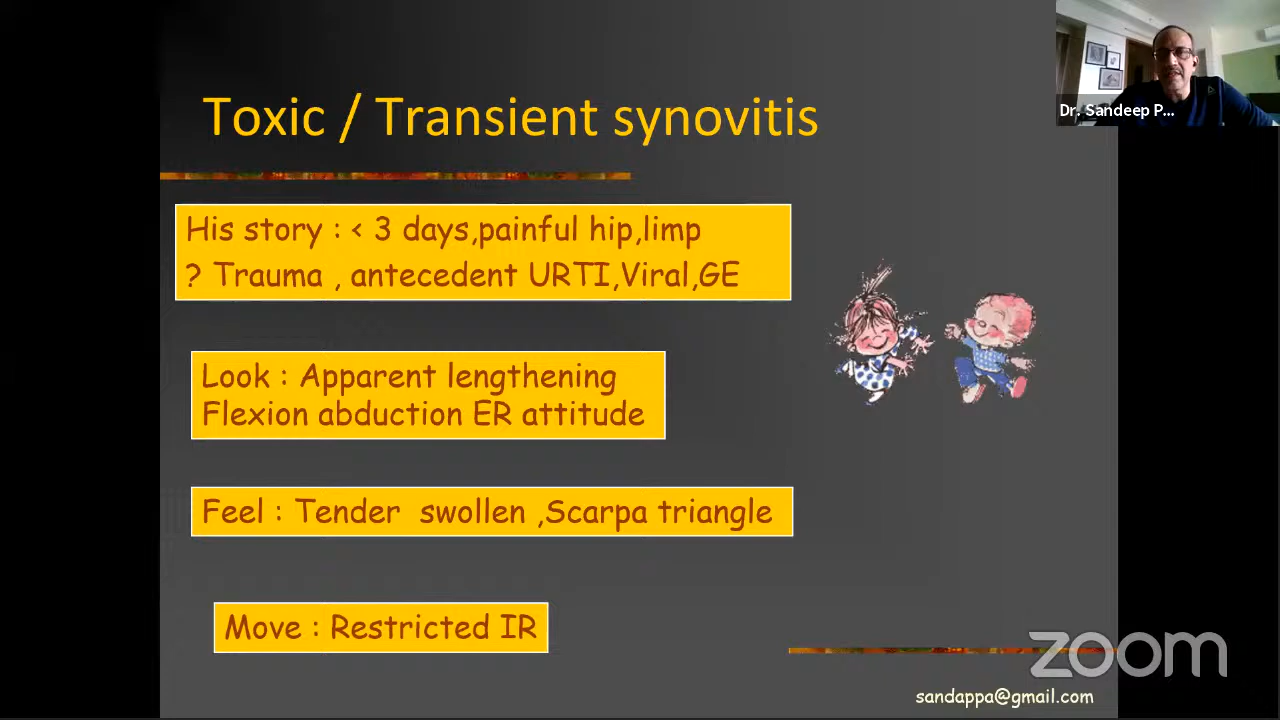 Toxic / Transient synovitis
Dr. Sandeep P...
His story : < 3 days,painful hip,limp
? Trauma , antecedent URTI,Viral,GE
Look : Apparent lengthening
Flexion abduction ER attitude
Feel : Tender swollen ,Scarpa triangle
Move : Restricted IR
zoom
sandappa@gmail.com